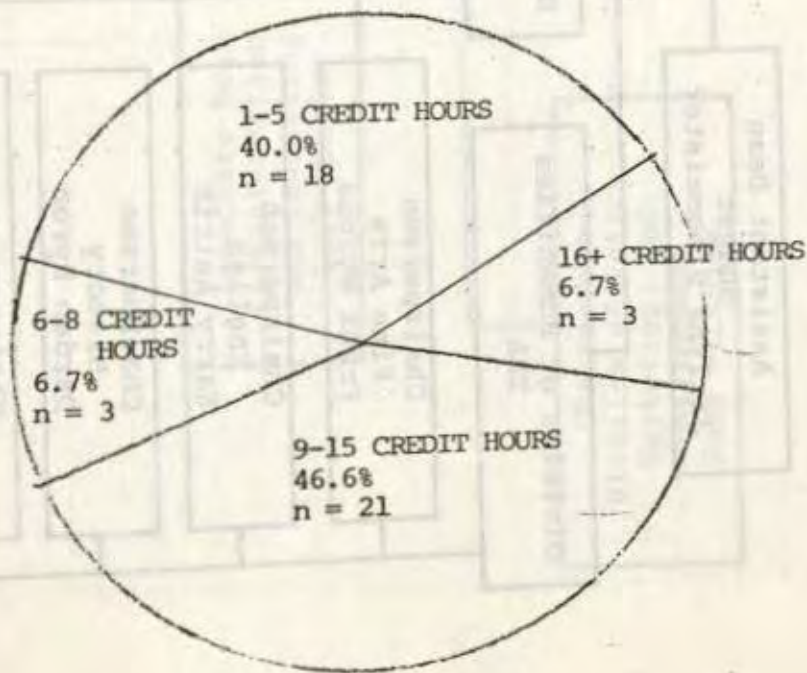 1-5 CREDIT HOURS
40.0%
n = 18
16+ CREDIT HOURS
6.7%
n = 3
6-8 CREDIT
HOURS
6.7%
n = 3
9-15 CREDIT HOURS
46.6%
n = 21